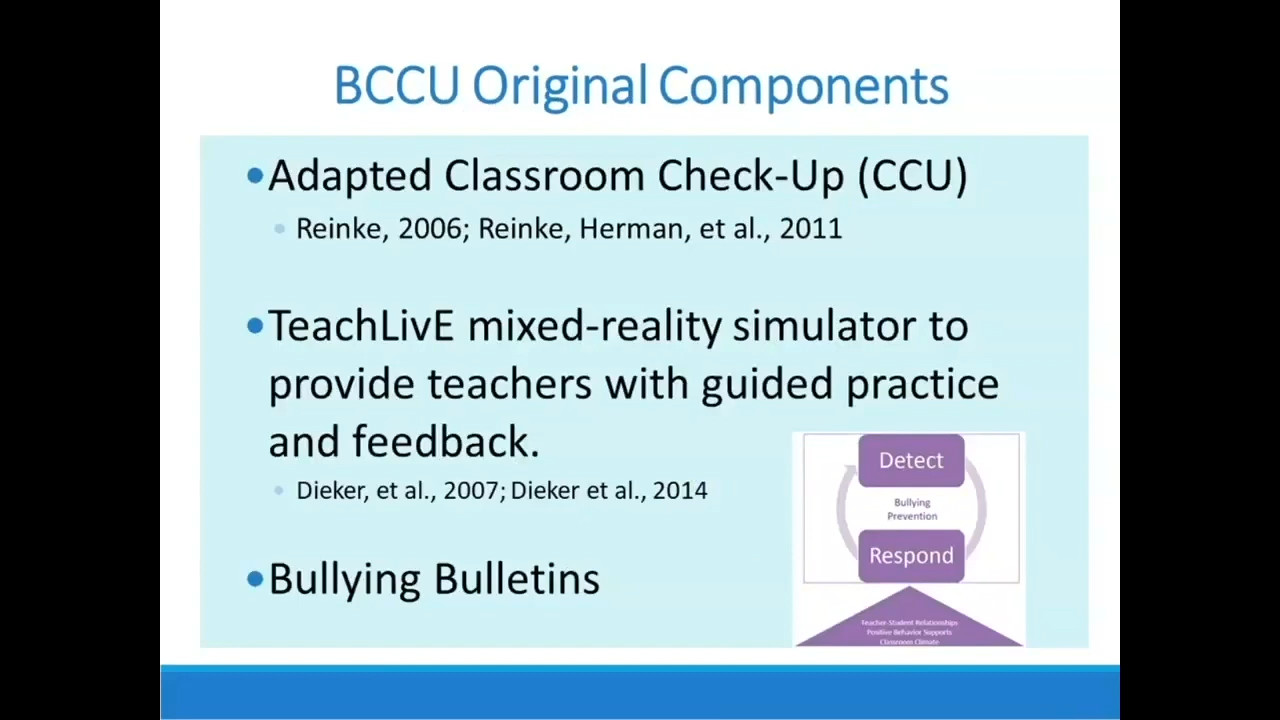 BCCU Original Components
•Adapted Classroom Check-Up (CCU)
• Reinke, 2006; Reinke, Herman, et al., 2011
•TeachLivE mixed-reality simulator to
provide teachers with guided practice
and feedback.
• Dieker, et al., 2007; Dieker et al., 2014
•Bullying Bulletins
Detect
Bullying
Prevention
Respond
Teacher-Student Relationships
Positive Behavior Supports
Classroom Climate